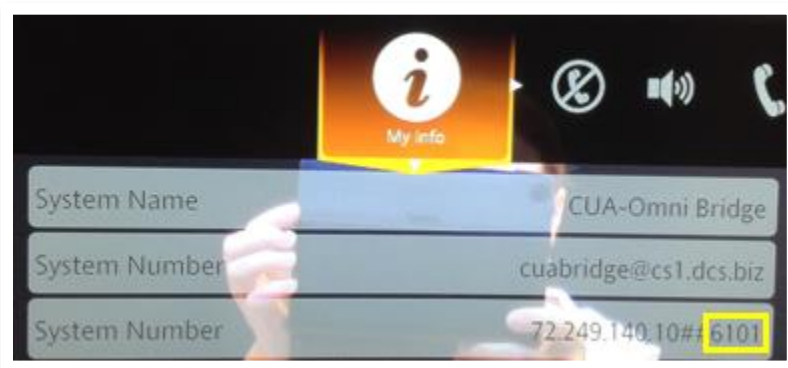 My info
System Name CUA-Omni Bridge
System Number cuabridge@cs1.dcs.biz
System Number 72.249.140.10##6101